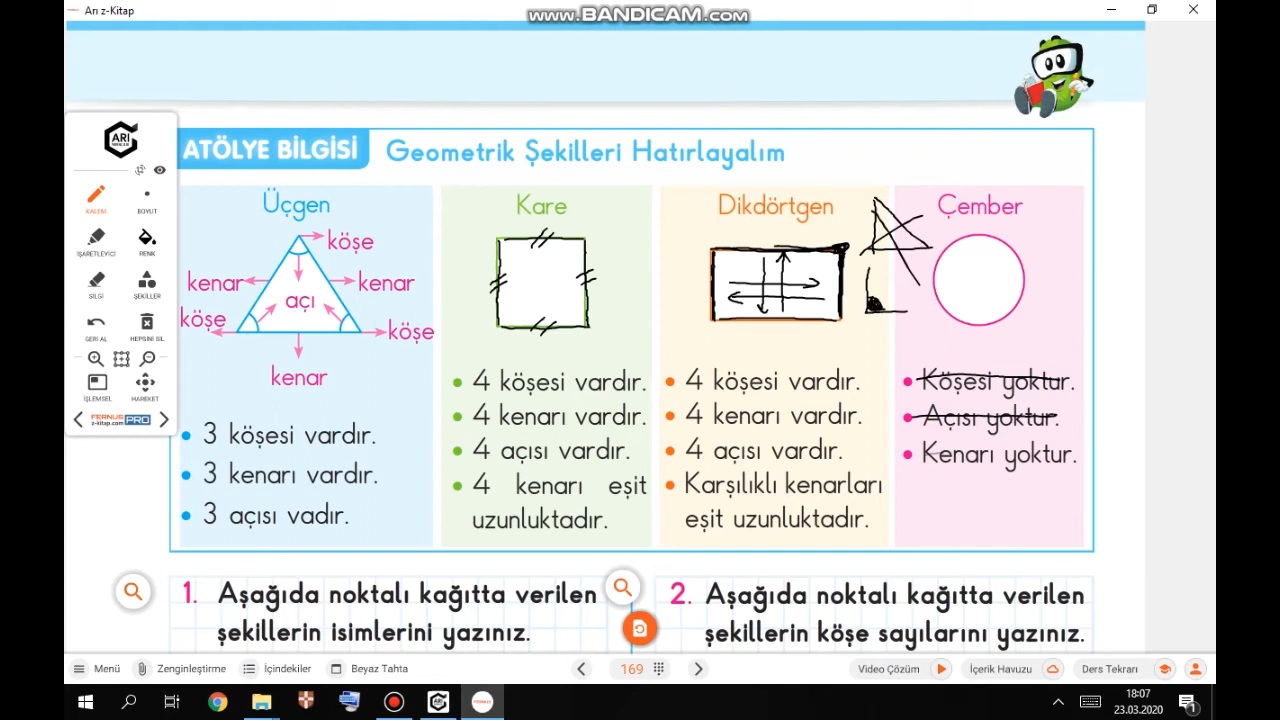 Arı z-Kitap
www.BANDICAM.com
ARI
KALEM
BOYUT
İŞARETLEYİCİ
RENK
SİLGİ
ŞEKİLLER
GERİ AL
HEPSİNİ SİL
İŞLEMSEL
HAREKET
FERNUS
z-kitap.com PRO
ATÖLYE BİLGİSİ
Geometrik Şekilleri Hatırlayalım
Üçgen
köşe
kenar
kenar
açı
köşe
köşe
kenar
3 köşesi vardır.
3 kenarı vardır.
3 açısı vadır.
Kare
4 köşesi vardır.
4 kenarı vardır.
4 açısı vardır.
4 kenarı eşit
uzunluktadır.
Dikdörtgen
4 köşesi vardır.
4 kenarı vardır.
4 açısı vardır.
Karşılıklı kenarları
eşit uzunluktadır.
Çember
Köşesi yoktur.
Açısı yoktur.
Kenarı yoktur.
1. Aşağıda noktalı kağıtta verilen
şekillerin isimlerini yazınız.
2. Aşağıda noktalı kağıtta verilen
şekillerin köşe sayılarını yazınız.
Menü
Zenginleştirme
İçindekiler
Beyaz Tahta
169
Video Çözüm
İçerik Havuzu
Ders Tekrarı
FERNUS
18:07
23.03.2020
1